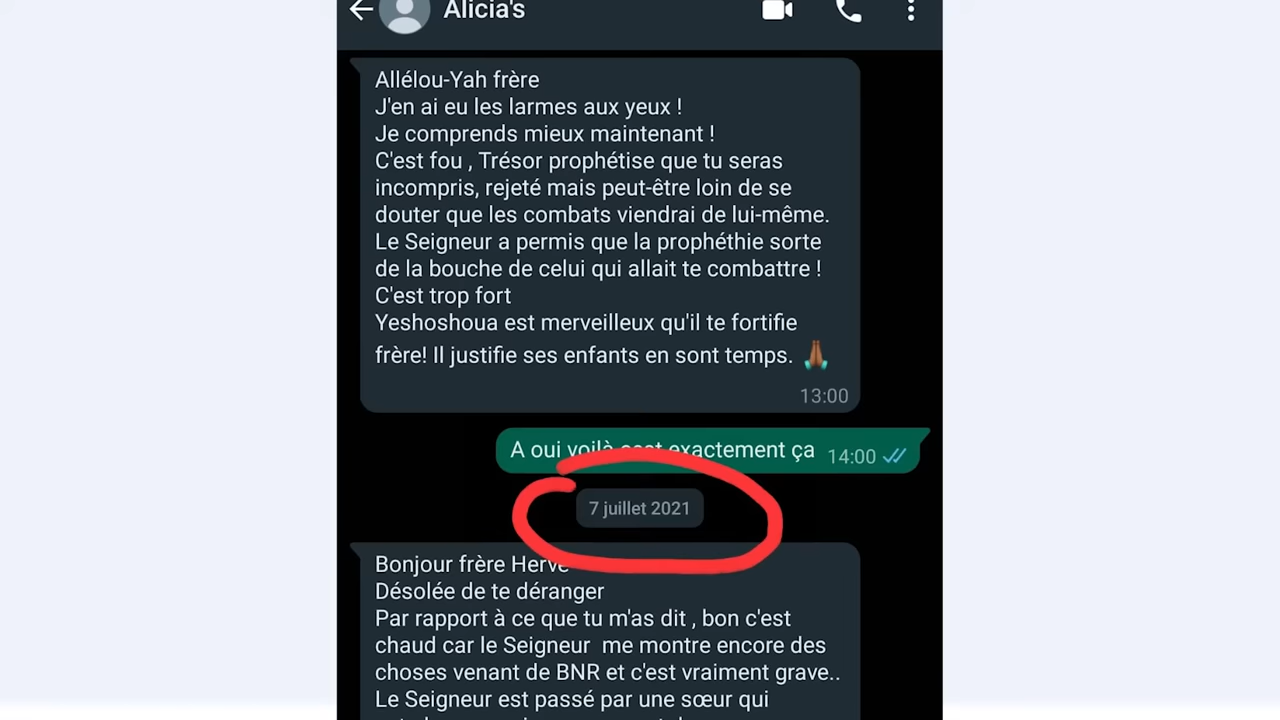 Alicia's
Allélou-Yah frère
J'en ai eu les larmes aux yeux !
Je comprends mieux maintenant !
C'est fou , Trésor prophétise que tu seras
incompris, rejeté mais peut-être loin de se
douter que les combats viendrai de lui-même.
Le Seigneur a permis que la prophéthie sorte
de la bouche de celui qui allait te combattre !
C'est trop fort
Yeshoshoua est merveilleux qu'il te fortifie
frère! Il justifie ses enfants en sont temps. 🙏🏾
13:00
A oui voilà cest exactement ça 14:00
7 juillet 2021
Bonjour frère Hervé
Désolée de te déranger
Par rapport à ce que tu m'as dit , bon c'est
chaud car le Seigneur me montre encore des
choses venant de BNR et c'est vraiment grave..
Le Seigneur est passé par une sœur qui